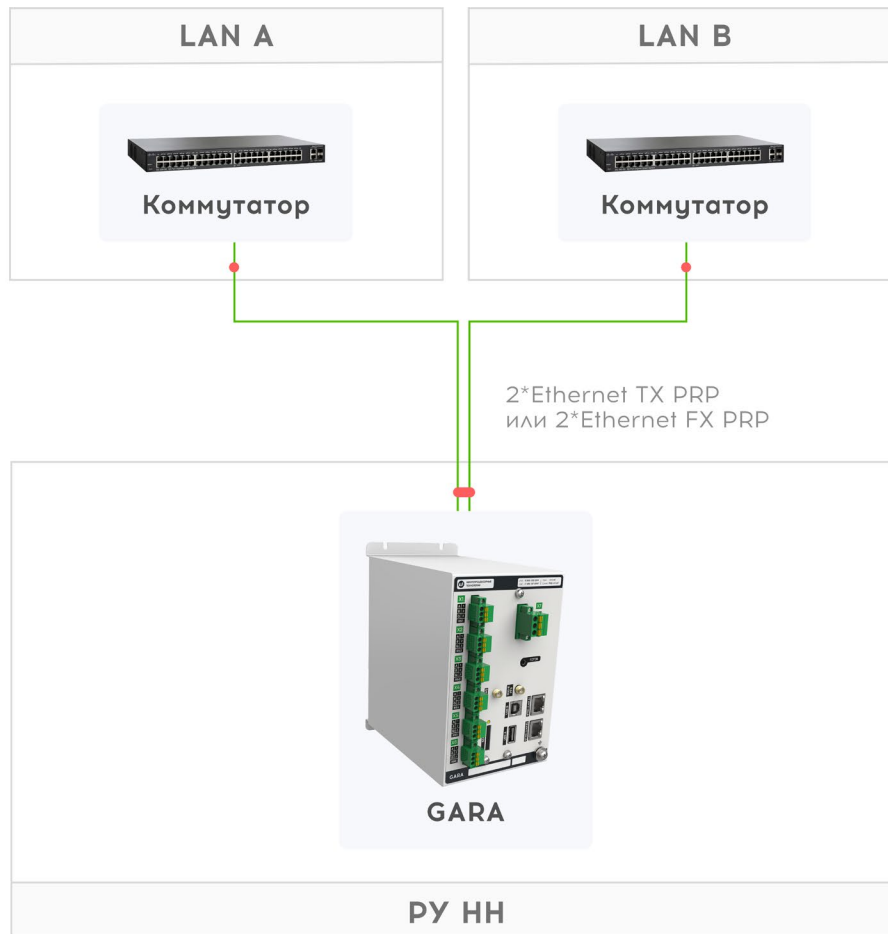 LAN A
LAN B
Коммутатор
Коммутатор
2*Ethernet TX PRP
или 2*Ethernet FX PRP
GARA
GARA
РУ НН